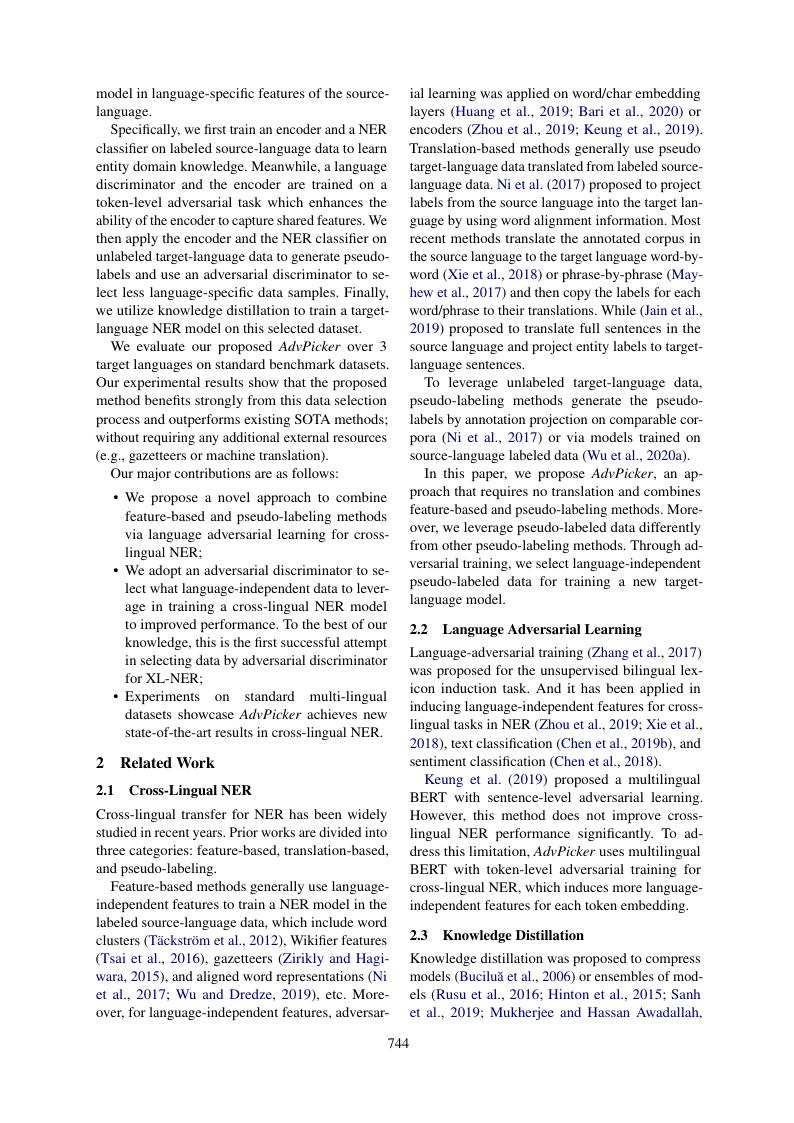 model in language-specific features of the source-
language.
Specifically, we first train an encoder and a NER
classifier on labeled source-language data to learn
entity domain knowledge. Meanwhile, a language
discriminator and the encoder are trained on a
token-level adversarial task which enhances the
ability of the encoder to capture shared features. We
then apply the encoder and the NER classifier on
unlabeled target-language data to generate pseudo-
labels and use an adversarial discriminator to se-
lect less language-specific data samples. Finally,
we utilize knowledge distillation to train a target-
language NER model on this selected dataset.
We evaluate our proposed AdvPicker over 3
target languages on standard benchmark datasets.
Our experimental results show that the proposed
method benefits strongly from this data selection
process and outperforms existing SOTA methods;
without requiring any additional external resources
(e.g., gazetteers or machine translation).
Our major contributions are as follows:
• We propose a novel approach to combine
feature-based and pseudo-labeling methods
via language adversarial learning for cross-
lingual NER;
• We adopt an adversarial discriminator to se-
lect what language-independent data to lever-
age in training a cross-lingual NER model
to improved performance. To the best of our
knowledge, this is the first successful attempt
in selecting data by adversarial discriminator
for XL-NER;
• Experiments on standard multi-lingual
datasets showcase AdvPicker achieves new
state-of-the-art results in cross-lingual NER.
2 Related Work
2.1 Cross-Lingual NER
Cross-lingual transfer for NER has been widely
studied in recent years. Prior works are divided into
three categories: feature-based, translation-based,
and pseudo-labeling.
Feature-based methods generally use language-
independent features to train a NER model in the
labeled source-language data, which include word
clusters (Täckström et al., 2012), Wikifier features
(Tsai et al., 2016), gazetteers (Zirikly and Hagi-
wara, 2015), and aligned word representations (Ni
et al., 2017; Wu and Dredze, 2019), etc. More-
over, for language-independent features, adversar-
ial learning was applied on word/char embedding
layers (Huang et al., 2019; Bari et al., 2020) or
encoders (Zhou et al., 2019; Keung et al., 2019).
Translation-based methods generally use pseudo
target-language data translated from labeled source-
language data. Ni et al. (2017) proposed to project
labels from the source language into the target lan-
guage by using word alignment information. Most
recent methods translate the annotated corpus in
the source language to the target language word-by-
word (Xie et al., 2018) or phrase-by-phrase (May-
hew et al., 2017) and then copy the labels for each
word/phrase to their translations. While (Jain et al.,
2019) proposed to translate full sentences in the
source language and project entity labels to target-
language sentences.
To leverage unlabeled target-language data,
pseudo-labeling methods generate the pseudo-
labels by annotation projection on comparable cor-
pora (Ni et al., 2017) or via models trained on
source-language labeled data (Wu et al., 2020a).
In this paper, we propose AdvPicker, an ap-
proach that requires no translation and combines
feature-based and pseudo-labeling methods. More-
over, we leverage pseudo-labeled data differently
from other pseudo-labeling methods. Through ad-
versarial training, we select language-independent
pseudo-labeled data for training a new target-
language model.
2.2 Language Adversarial Learning
Language-adversarial training (Zhang et al., 2017)
was proposed for the unsupervised bilingual lex-
icon induction task. And it has been applied in
inducing language-independent features for cross-
lingual tasks in NER (Zhou et al., 2019; Xie et al.,
2018), text classification (Chen et al., 2019b), and
sentiment classification (Chen et al., 2018).
Keung et al. (2019) proposed a multilingual
BERT with sentence-level adversarial learning.
However, this method does not improve cross-
lingual NER performance significantly. To ad-
dress this limitation, AdvPicker uses multilingual
BERT with token-level adversarial training for
cross-lingual NER, which induces more language-
independent features for each token embedding.
2.3 Knowledge Distillation
Knowledge distillation was proposed to compress
models (Buciluă et al., 2006) or ensembles of mod-
els (Rusu et al., 2016; Hinton et al., 2015; Sanh
et al., 2019; Mukherjee and Hassan Awadallah,
744